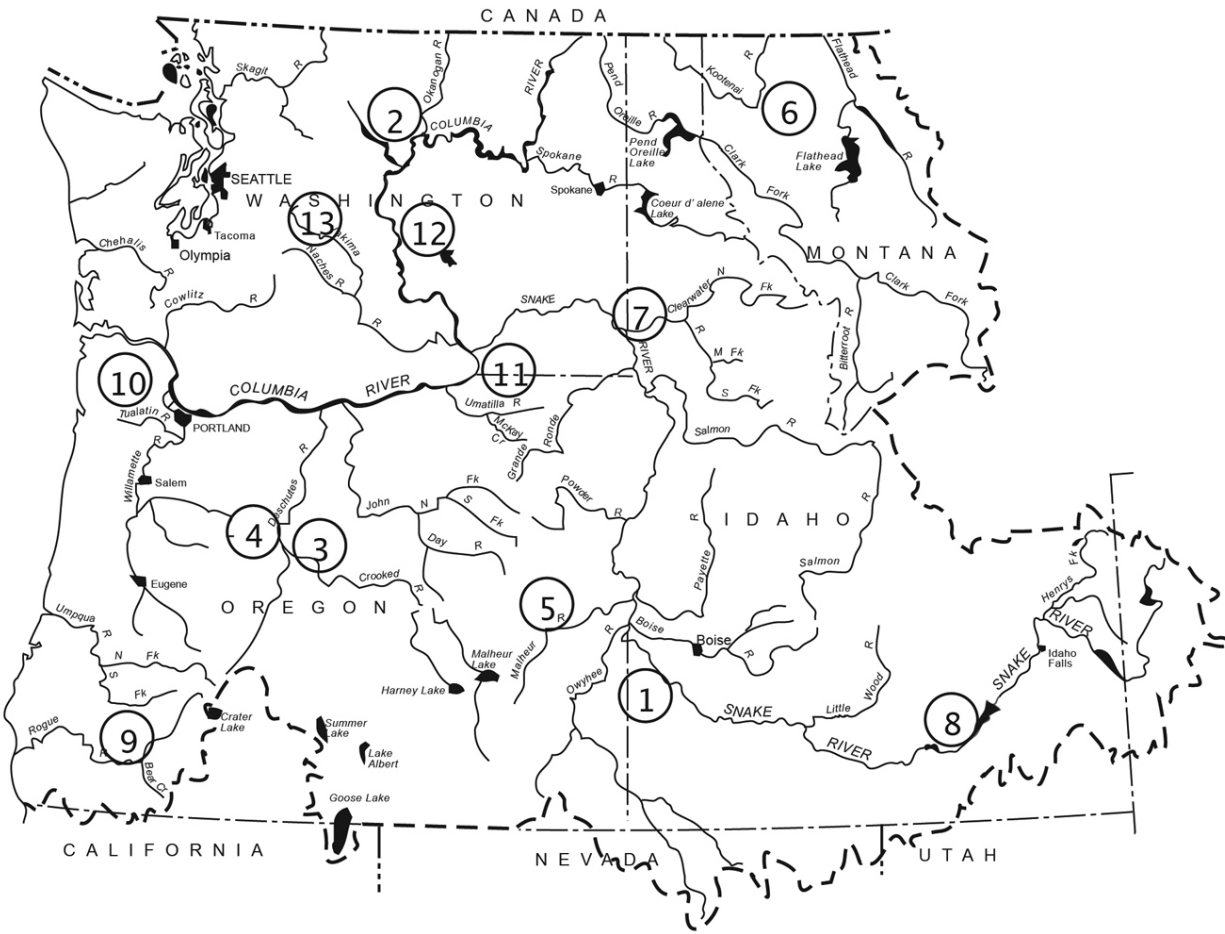 CANADA
Skagit R
Okanogan R
RIVER
Pend Oreille R
Kootenai R
Flathead R
2
COLUMBIA
6
Pend
Oreille
Lake
Clark Fork
Flathead Lake
Spokane R
SEATTLE
Spokane
WASHINGTON
Coeur d' alene
Lake
13
12
Tacoma
Olympia
Chehalis R
Yakima
Naches R
MONTANA
Clark Fork
Cowlitz R
R
SNAKE
7
Clearwater
N Fk
R
RIVER
M Fk
S Fk
Bitterroot R
10
11
COLUMBIA RIVER
Tualatin R
PORTLAND
Umatilla R
McKay
Cr
Grande Ronde
Salmon R
Willamette R
Salem
Deschutes R
John
N Fk
S Fk
Day R
Powder R
Payette R
IDAHO
R
Salmon
4
3
Crooked R
Eugene
OREGON
5
Malheur R
Henrys Fk
RIVER
Umpqua R
N Fk
S Fk
Boise R
Boise
Idaho
Falls
Malheur
Lake
Harney Lake
Owyhee R
1
SNAKE
Little Wood R
SNAKE
8
RIVER
Rogue R
9
Bear Cr
Crater
Lake
Summer
Lake
Lake
Albert
Goose Lake
CALIFORNIA
NEVADA
UTAH